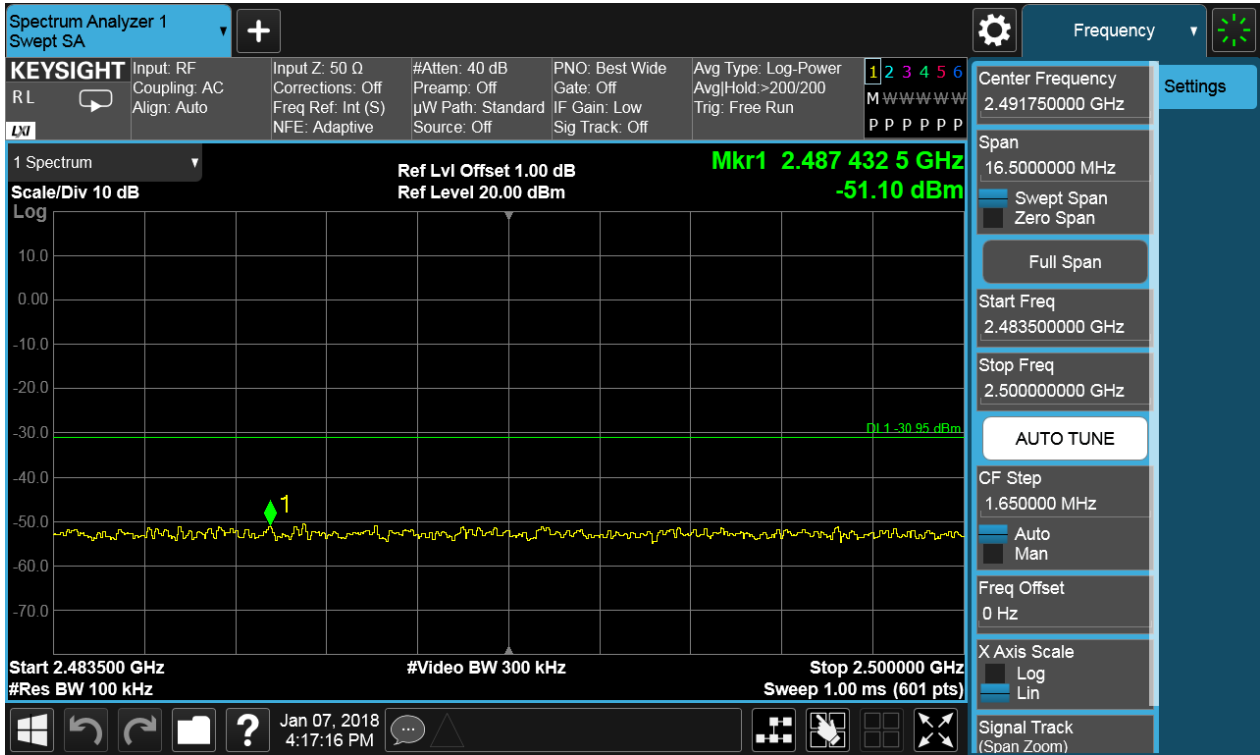 Spectrum Analyzer 1
Swept SA
Frequency
KEYSIGHT
RL
LXI
Input: RF
Coupling: AC
Align: Auto
Input Z: 50 Ω
Corrections: Off
Freq Ref: Int (S)
NFE: Adaptive
#Atten: 40 dB
Preamp: Off
µW Path: Standard
Source: Off
PNO: Best Wide
Gate: Off
IF Gain: Low
Sig Track: Off
Avg Type: Log-Power
Avg|Hold:>200/200
Trig: Free Run
1 2 3 4 5 6
M W W W W W
P P P P P P
1 Spectrum
Scale/Div 10 dB
Ref Lvl Offset 1.00 dB
Ref Level 20.00 dBm
Mkr1 2.487 432 5 GHz
-51.10 dBm
Log
10.0
0.00
-10.0
-20.0
-30.0
-40.0
-50.0
-60.0
-70.0
DL1 -30.95 dBm
1
Start 2.483500 GHz
#Res BW 100 kHz
#Video BW 300 kHz
Stop 2.500000 GHz
Sweep 1.00 ms (601 pts)
Center Frequency
2.491750000 GHz
Span
16.5000000 MHz
Swept Span
Zero Span
Full Span
Start Freq
2.483500000 GHz
Stop Freq
2.500000000 GHz
AUTO TUNE
CF Step
1.650000 MHz
Auto
Man
Freq Offset
0 Hz
X Axis Scale
Log
Lin
Signal Track
(Span Zoom)
Settings
?
Jan 07, 2018
4:17:16 PM